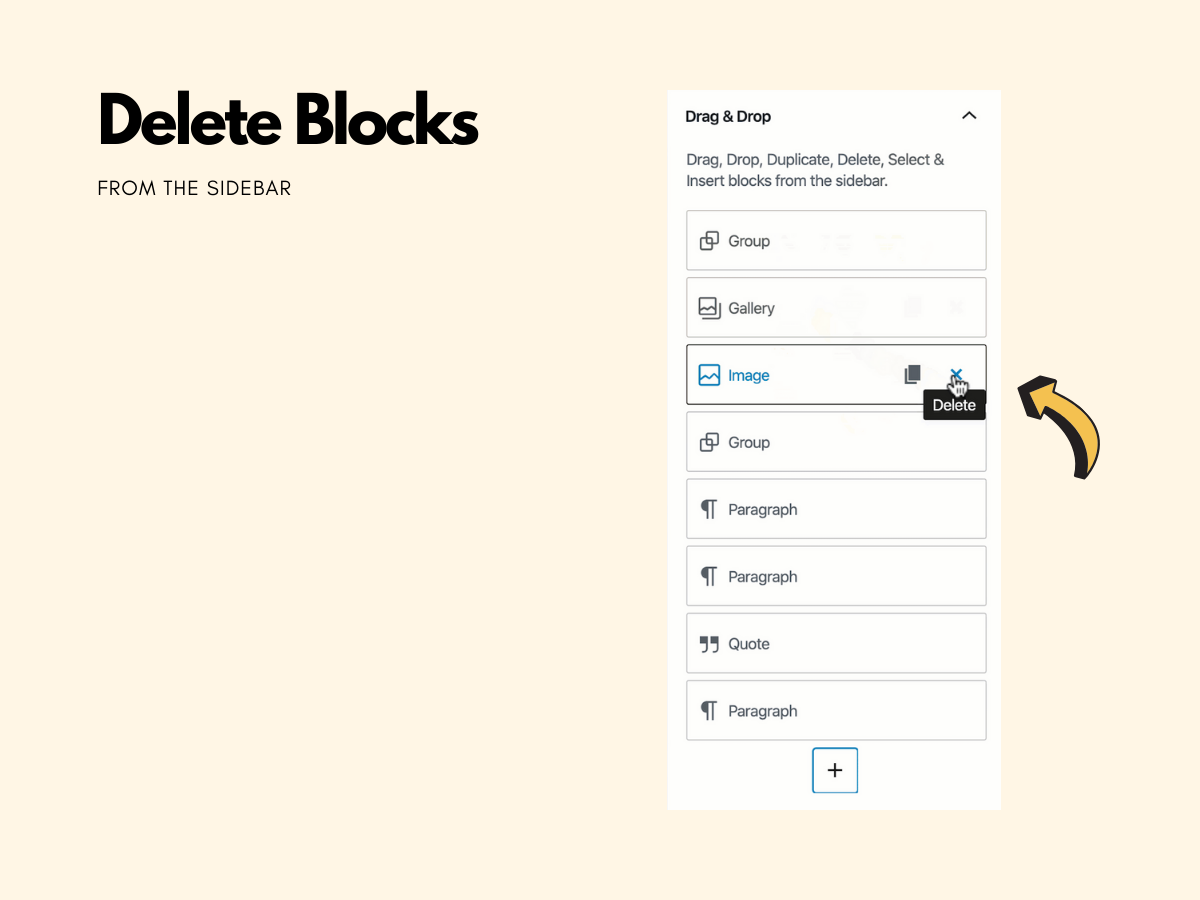 Delete Blocks
FROM THE SIDEBAR
Drag & Drop
Drag, Drop, Duplicate, Delete, Select &
Insert blocks from the sidebar.
Group
Gallery
Image
Delete
Group
Paragraph
Paragraph
Quote
Paragraph